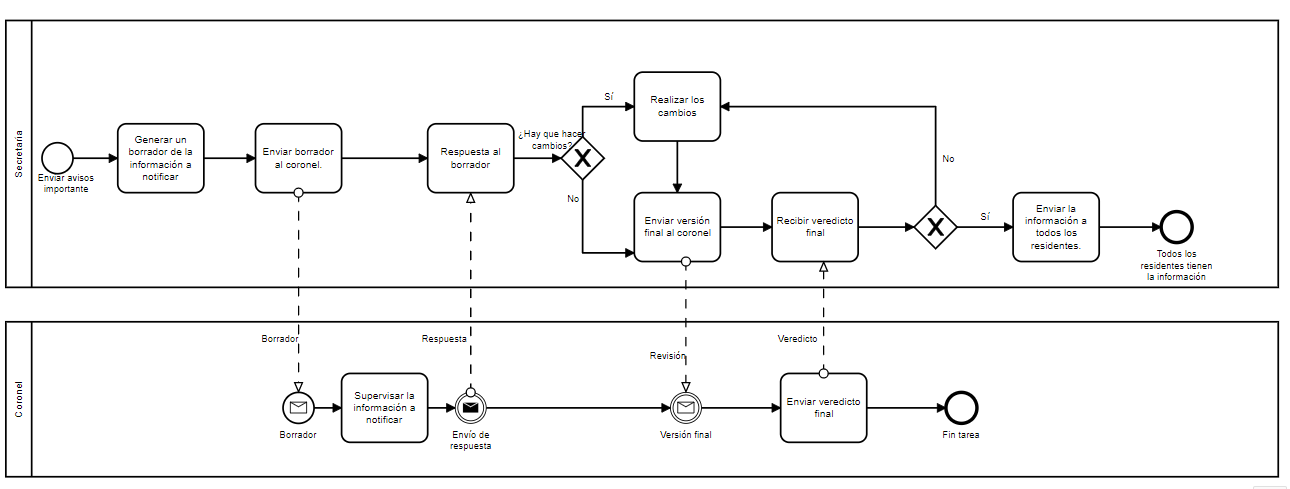 Secretaria
Enviar avisos
importante
Generar un
borrador de la
información a
notificar
Enviar borrador
al coronel.
Respuesta al
borrador
¿Hay que hacer
cambios?
Sí
No
Realizar los
cambios
Enviar versión
final al coronel
Recibir veredicto
final
No
Sí
Enviar la
información a
todos los
residentes.
Todos los
residentes tienen
la información
Borrador
Respuesta
Revisión
Veredicto
Coronel
Borrador
Supervisar la
información a
notificar
Envío de
respuesta
Versión final
Enviar veredicto
final
Fin tarea